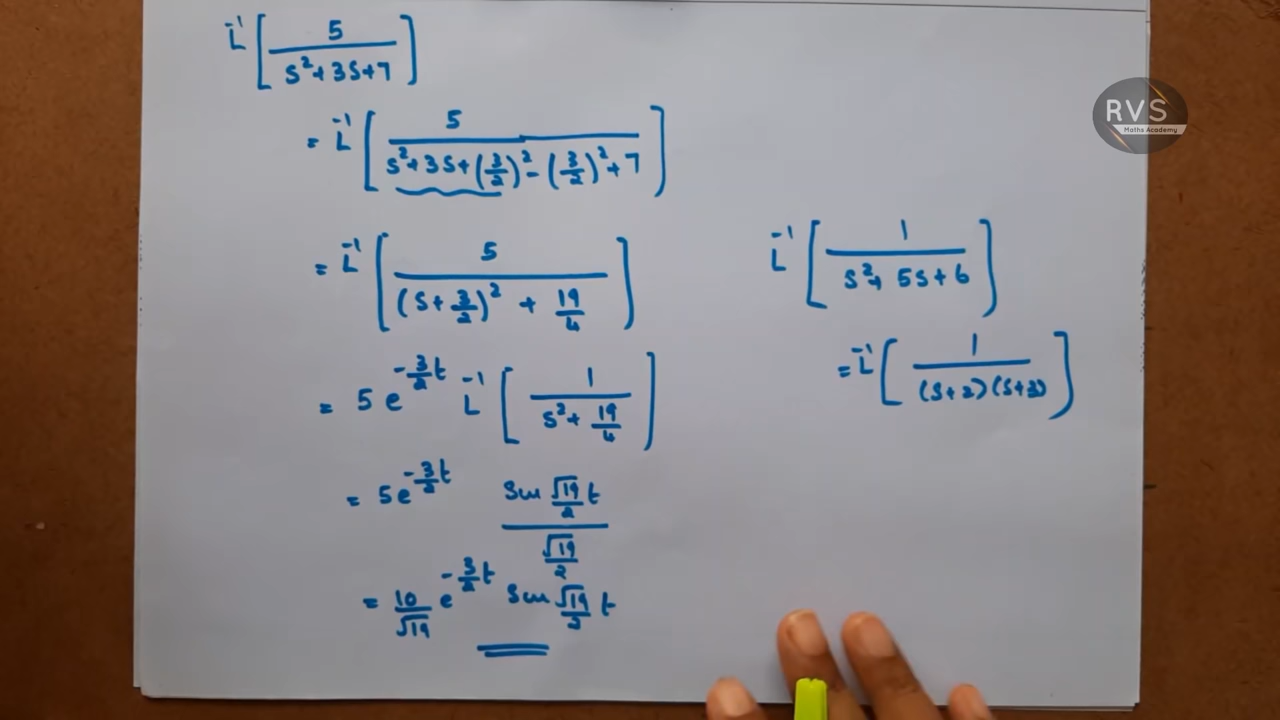 L⁻¹ [ 5 / (s² + 3s + 7) ]
= L⁻¹ [ 5 / (s² + 3s + (3/2)² - (3/2)² + 7) ]
= L⁻¹ [ 5 / ((s + 3/2)² + 19/4) ]
= 5 e^(-3/2 t) L⁻¹ [ 1 / (s² + 19/4) ]
= 5 e^(-3/2 t) (Sin √19/2 t) / (√19/2)
= 10/√19 e^(-3/2 t) Sin √19/2 t
L⁻¹ [ 1 / (s² + 5s + 6) ]
= L⁻¹ [ 1 / ((s+2)(s+3)) ]
RVS
Maths Academy